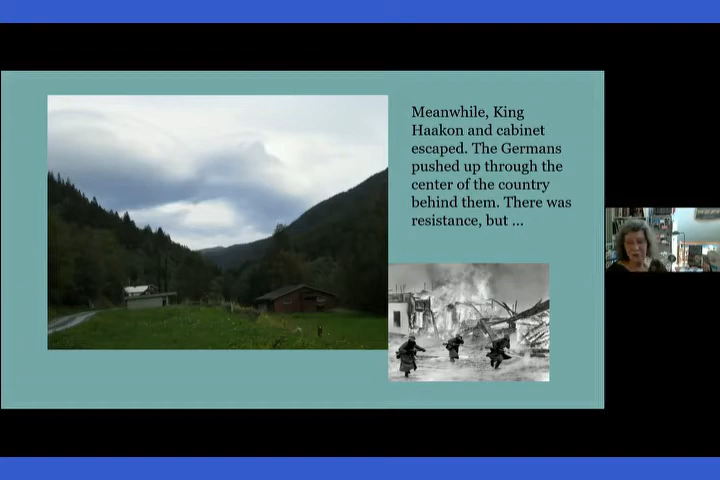 Meanwhile, King
Haakon and cabinet
escaped. The Germans
pushed up through the
center of the country
behind them. There was
resistance, but ...